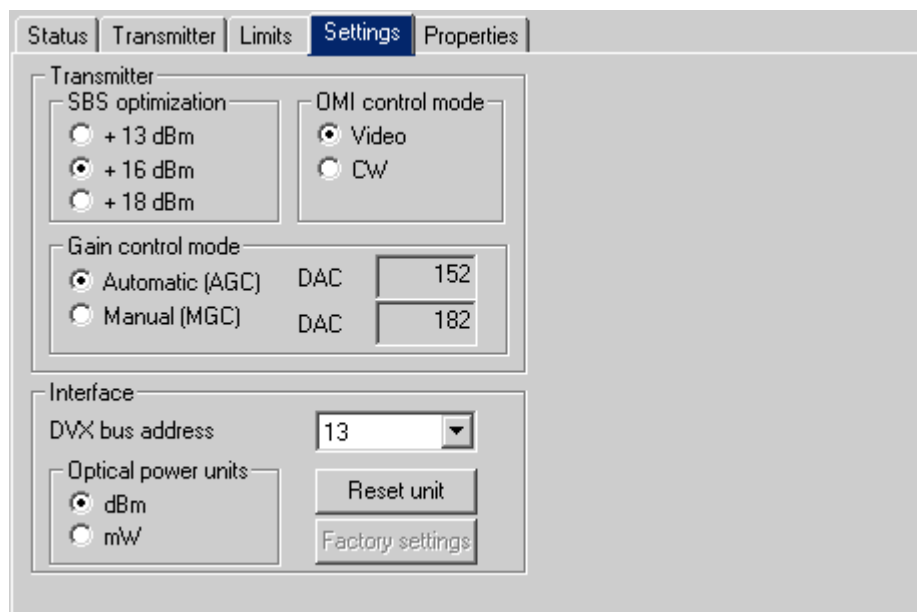 Status Transmitter Limits Settings Properties
Transmitter
SBS optimization OMI control mode
+ 13 dBm Video
+ 16 dBm CW
+ 18 dBm
Gain control mode
Automatic (AGC) DAC 152
Manual (MGC) DAC 182
Interface
DVX bus address 13
Optical power units
dBm Reset unit
mW Factory settings